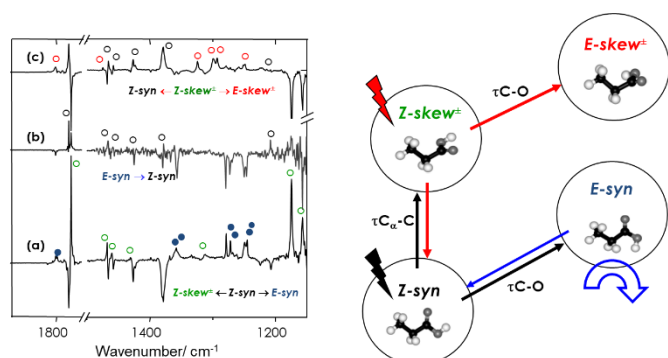 (c)
Z-syn ← Z-skew± → E-skew±
(b)
E-syn → Z-syn
(a)
Z-skew± ← Z-syn → E-syn
1800
1400
1200
Wavenumber/ cm-1
E-skew±
τC-O
Z-skew±
E-syn
τCα-C
Z-syn
τC-O